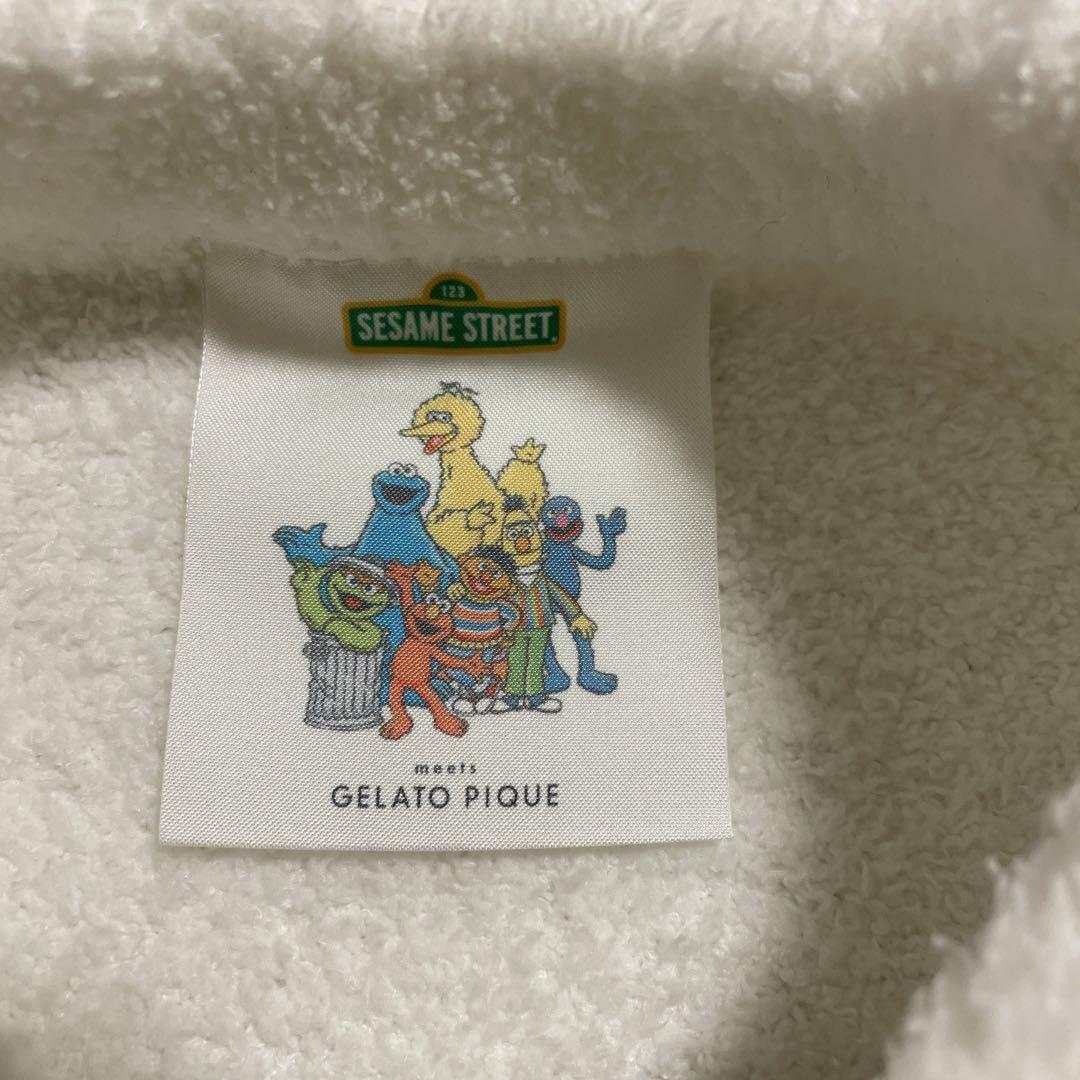 123
SESAME STREET
meets
GELATO PIQUE